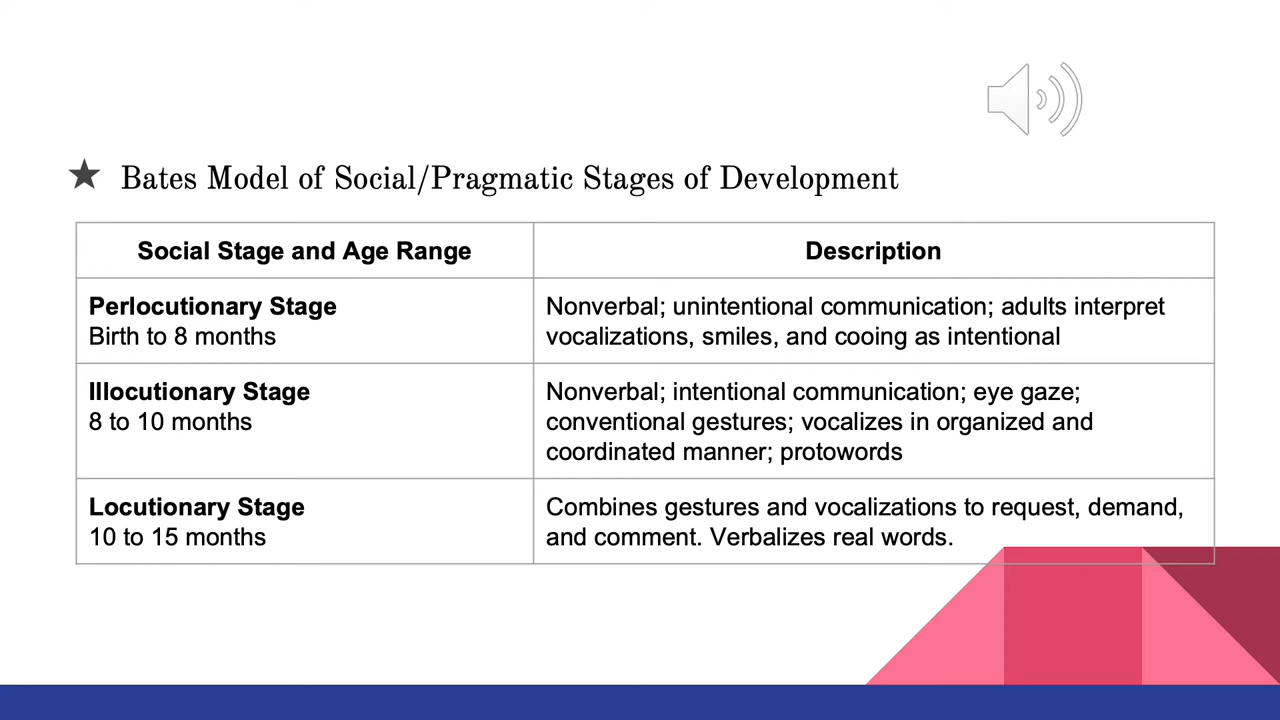 Bates Model of Social/Pragmatic Stages of Development
Social Stage and Age Range
Description
Perlocutionary Stage
Birth to 8 months
Nonverbal; unintentional communication; adults interpret
vocalizations, smiles, and cooing as intentional
Illocutionary Stage
8 to 10 months
Nonverbal; intentional communication; eye gaze;
conventional gestures; vocalizes in organized and
coordinated manner; protowords
Locutionary Stage
10 to 15 months
Combines gestures and vocalizations to request, demand,
and comment. Verbalizes real words.